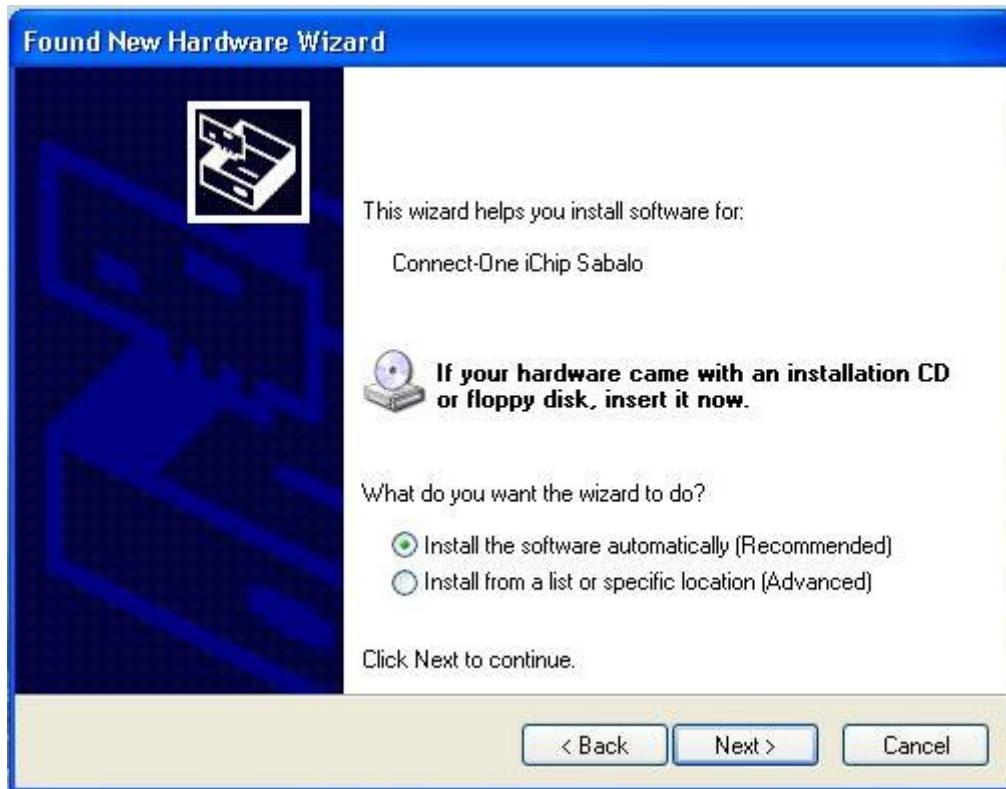 Found New Hardware Wizard
This wizard helps you install software for:
Connect-One iChip Sabalo
If your hardware came with an installation CD
or floppy disk, insert it now.
What do you want the wizard to do?
Install the software automatically (Recommended)
Install from a list or specific location (Advanced)
Click Next to continue.
< Back
Next >
Cancel